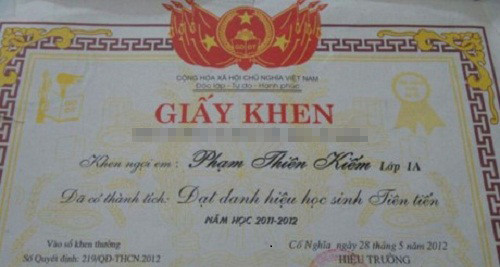 CỘNG HÒA XÃ HỘI CHỦ NGHĨA VIỆT NAM
Độc lập - Tự do - Hạnh phúc
GIẤY KHEN
Khen ngợi em: Phạm Thiên Kiếm Lớp 1A
Đã có thành tích: Đạt danh hiệu học sinh Tiên tiến
NĂM HỌC 2011-2012
Vào sổ khen thưởng
Cổ Nghĩa, ngày 28 tháng 5 năm 2012
Số Quyết định: 219/QĐ-THCN.2012
HIỆU TRƯỞNG